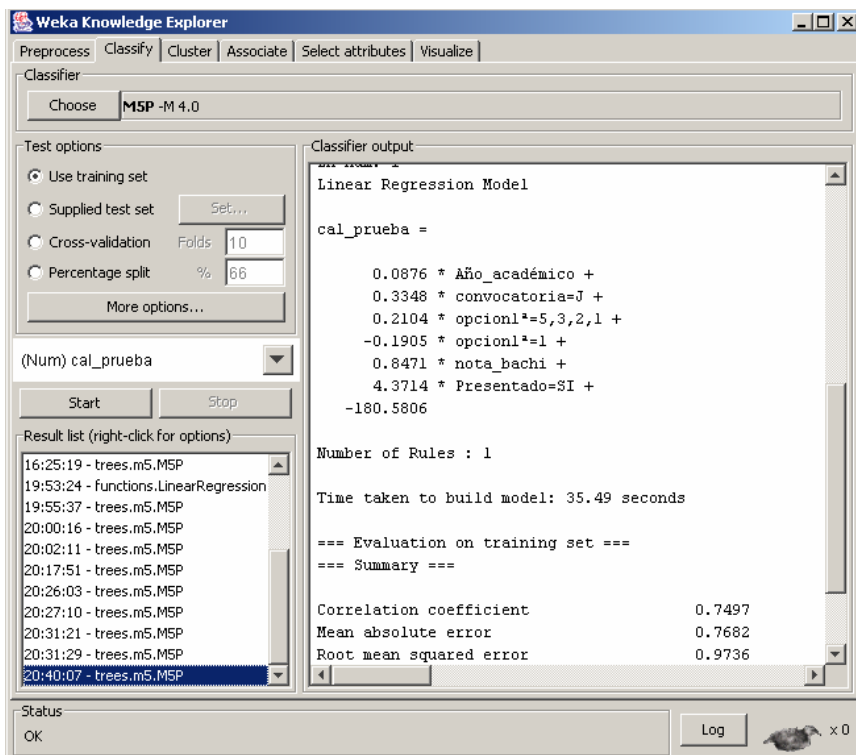 Weka Knowledge Explorer
Preprocess Classify Cluster Associate Select attributes Visualize
Classifier
Choose M5P -M 4.0
Test options
Use training set
Supplied test set Set...
Cross-validation Folds 10
Percentage split % 66
More options...
(Num) cal_prueba
Start Stop
Result list (right-click for options)
16:25:19 - trees.m5.M5P
19:53:24 - functions.LinearRegression
19:55:37 - trees.m5.M5P
20:00:16 - trees.m5.M5P
20:02:11 - trees.m5.M5P
20:17:51 - trees.m5.M5P
20:26:03 - trees.m5.M5P
20:27:10 - trees.m5.M5P
20:31:21 - trees.m5.M5P
20:31:29 - trees.m5.M5P
20:40:07 - trees.m5.M5P
Classifier output
Linear Regression Model
cal_prueba =
0.0876 * Año_académico +
0.3348 * convocatoria=J +
0.2104 * opcion1ª=5,3,2,1 +
-0.1905 * opcion1ª=1 +
0.8471 * nota_bachi +
4.3714 * Presentado=SI +
-180.5806
Number of Rules : 1
Time taken to build model: 35.49 seconds
=== Evaluation on training set ===
=== Summary ===
Correlation coefficient 0.7497
Mean absolute error 0.7682
Root mean squared error 0.9736
Status
OK
Log x 0